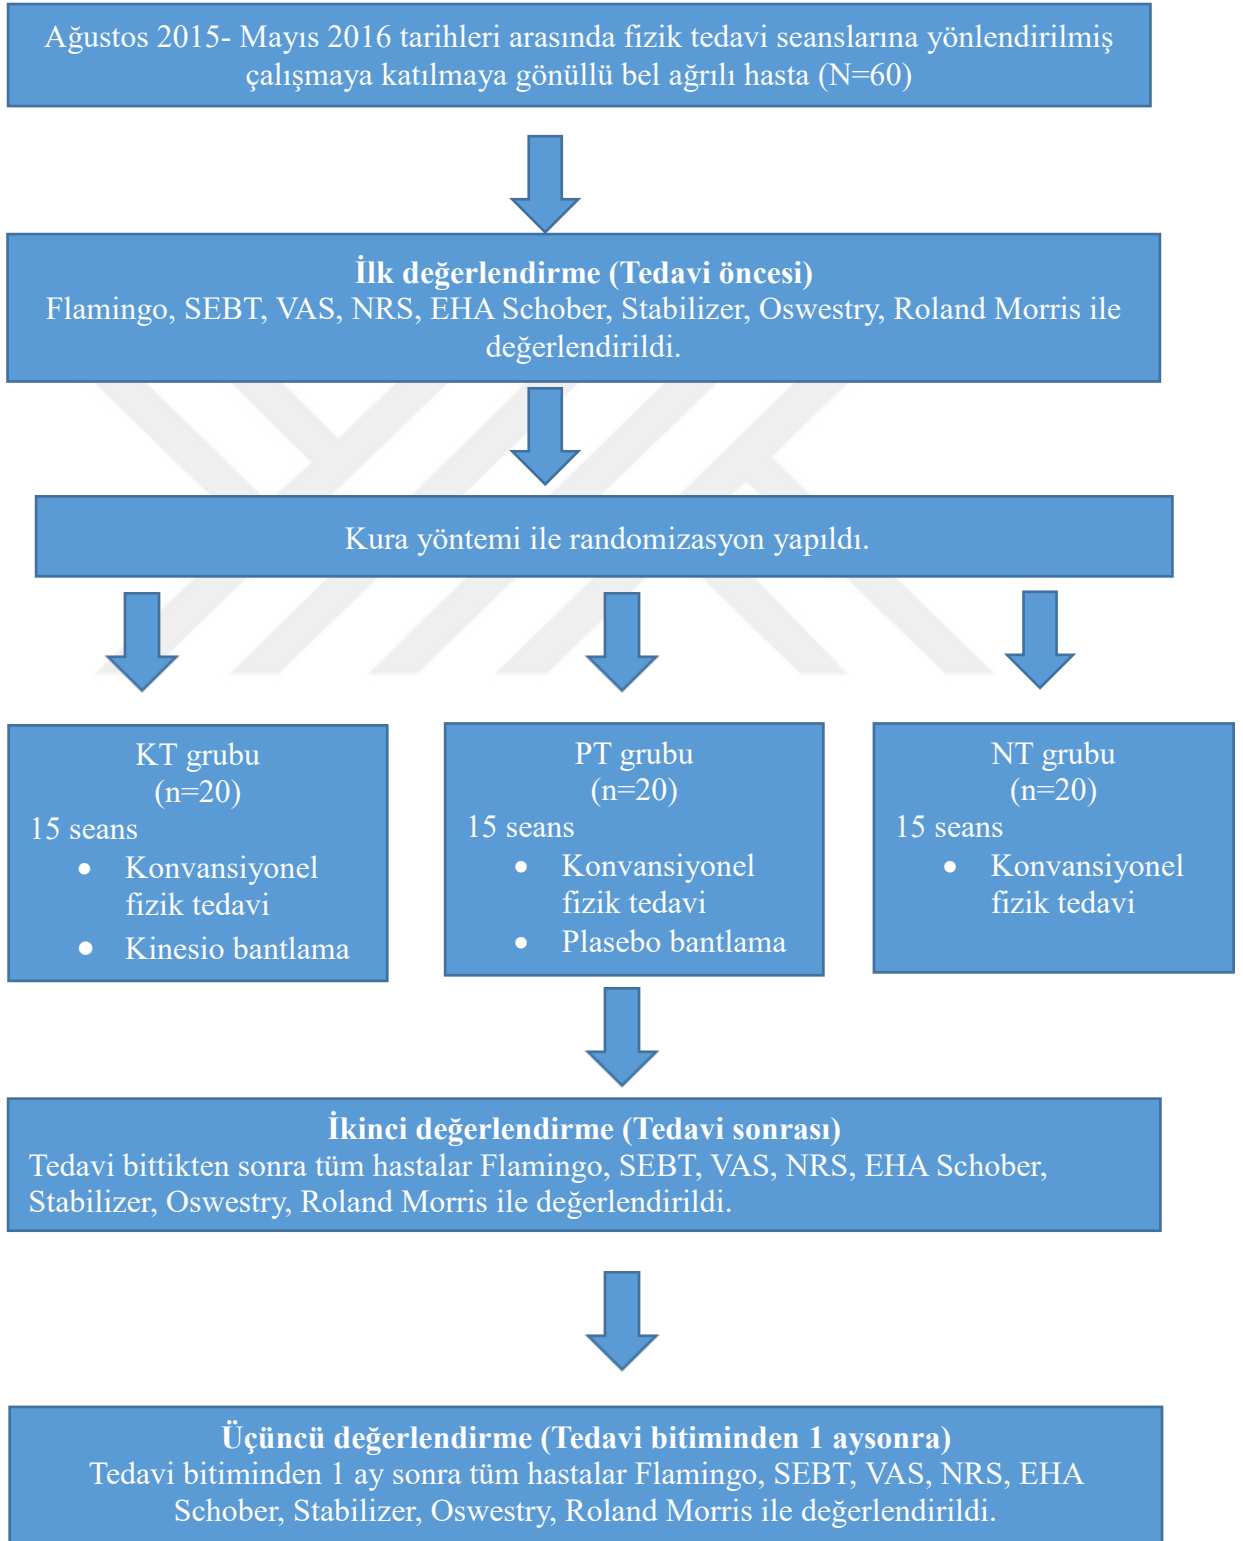 Ağustos 2015- Mayıs 2016 tarihleri arasında fizik tedavi seanslarına yönlendirilmiş
çalışmaya katılmaya gönüllü bel ağrılı hasta (N=60)
İlk değerlendirme (Tedavi öncesi)
Flamingo, SEBT, VAS, NRS, EHA Schober, Stabilizer, Oswestry, Roland Morris ile
değerlendirildi.
Kura yöntemi ile randomizasyon yapıldı.
KT grubu
(n=20)
15 seans
• Konvansiyonel
fizik tedavi
• Kinesio bantlama
PT grubu
(n=20)
15 seans
• Konvansiyonel
fizik tedavi
• Plasebo bantlama
NT grubu
(n=20)
15 seans
• Konvansiyonel
fizik tedavi
İkinci değerlendirme (Tedavi sonrası)
Tedavi bittikten sonra tüm hastalar Flamingo, SEBT, VAS, NRS, EHA Schober,
Stabilizer, Oswestry, Roland Morris ile değerlendirildi.
Üçüncü değerlendirme (Tedavi bitiminden 1 aysonra)
Tedavi bitiminden 1 ay sonra tüm hastalar Flamingo, SEBT, VAS, NRS, EHA
Schober, Stabilizer, Oswestry, Roland Morris ile değerlendirildi.